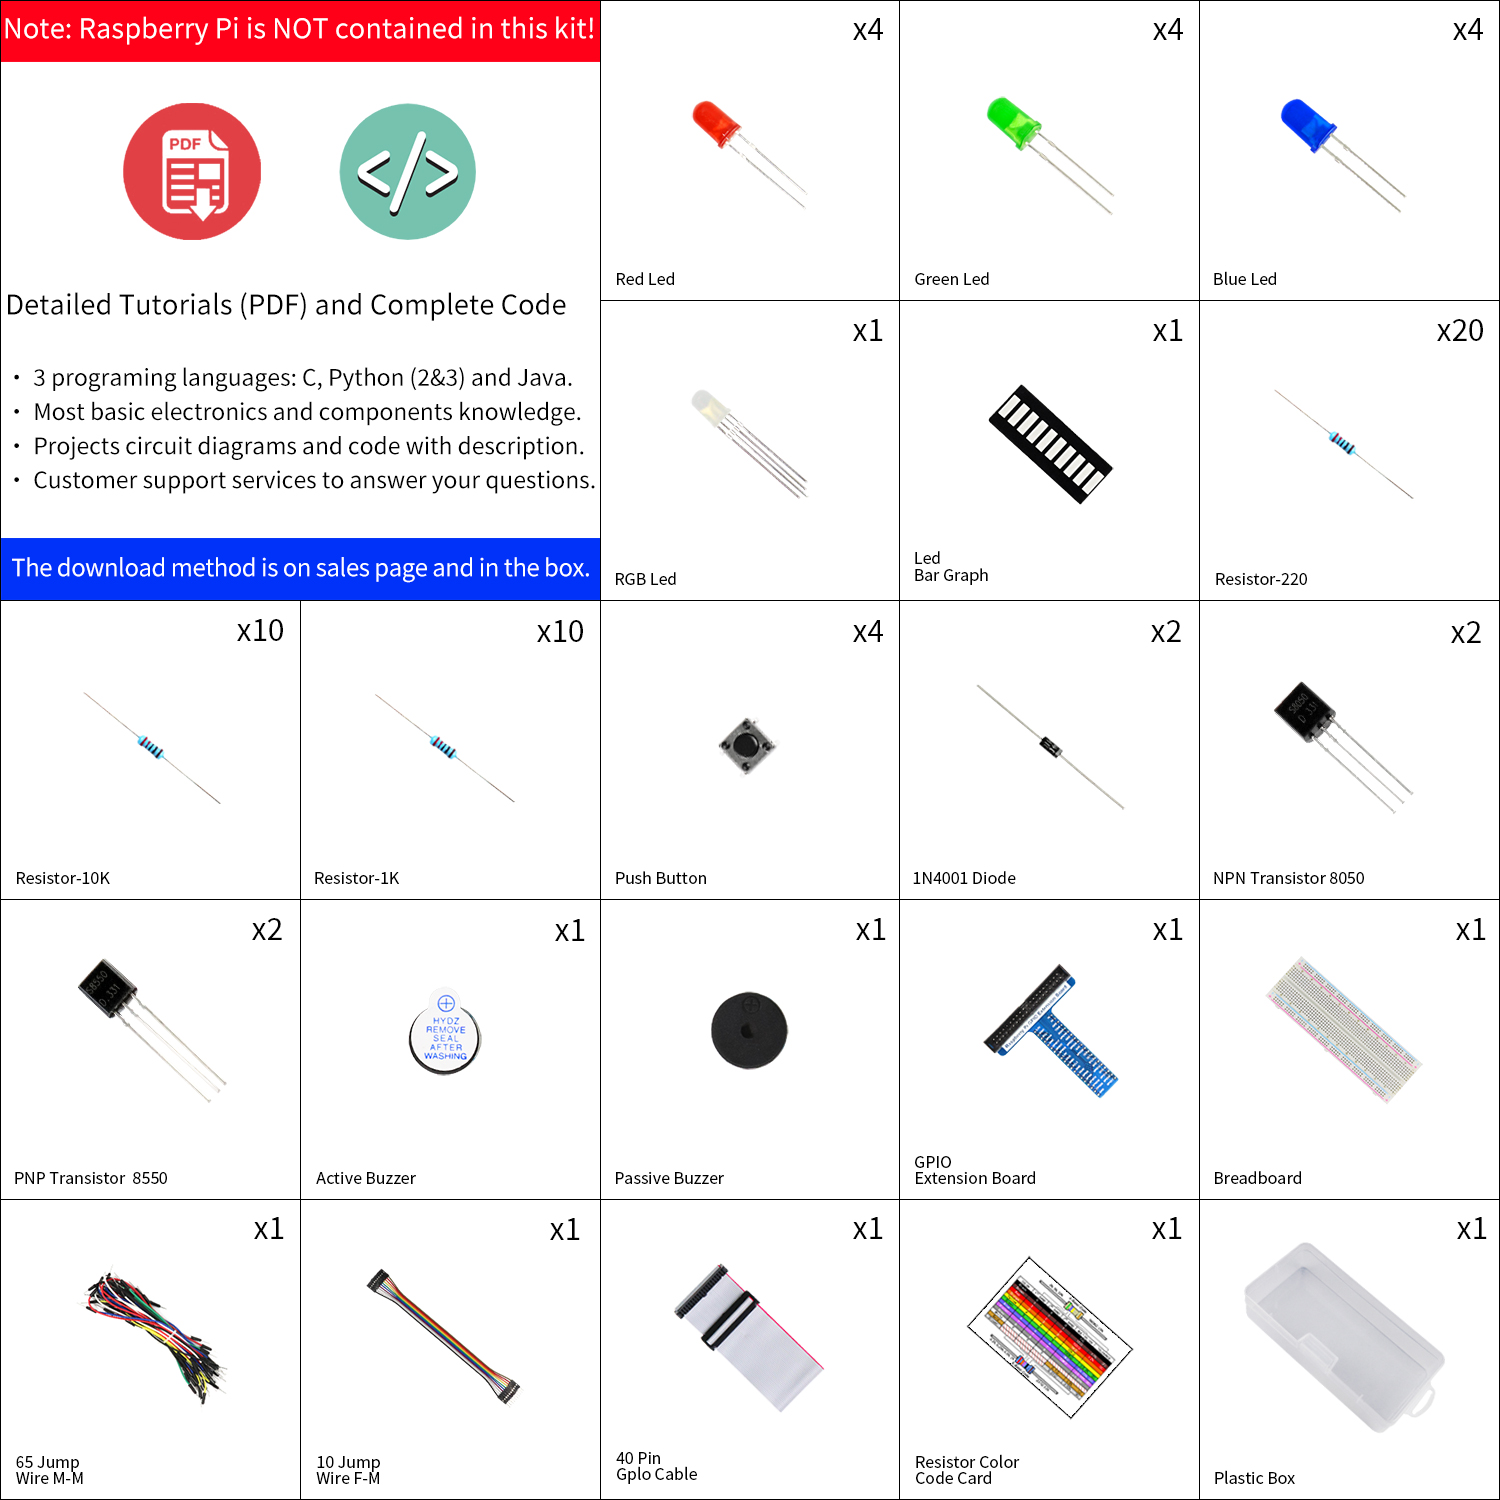 Note: Raspberry Pi is NOT contained in this kit!
PDF
</>
Detailed Tutorials (PDF) and Complete Code
• 3 programing languages: C, Python (2&3) and Java.
• Most basic electronics and components knowledge.
• Projects circuit diagrams and code with description.
• Customer support services to answer your questions.
The download method is on sales page and in the box.
x4
Red Led
x4
Green Led
x4
Blue Led
x1
RGB Led
x1
Led
Bar Graph
x20
Resistor-220
x10
Resistor-10K
x10
Resistor-1K
x4
Push Button
x2
1N4001 Diode
x2
S8050
D 331
NPN Transistor 8050
x2
S8550
D 331
PNP Transistor 8550
x1
HYDZ
REMOVE
SEAL
AFTER
WASHING
Active Buzzer
x1
Passive Buzzer
x1
Raspberry Pi GPIO Extension Board
GPIO
Extension Board
x1
Breadboard
x1
65 Jump
Wire M-M
x1
10 Jump
Wire F-M
x1
40 Pin
Gplo Cable
x1
Resistor Color
Code Card
x1
Plastic Box